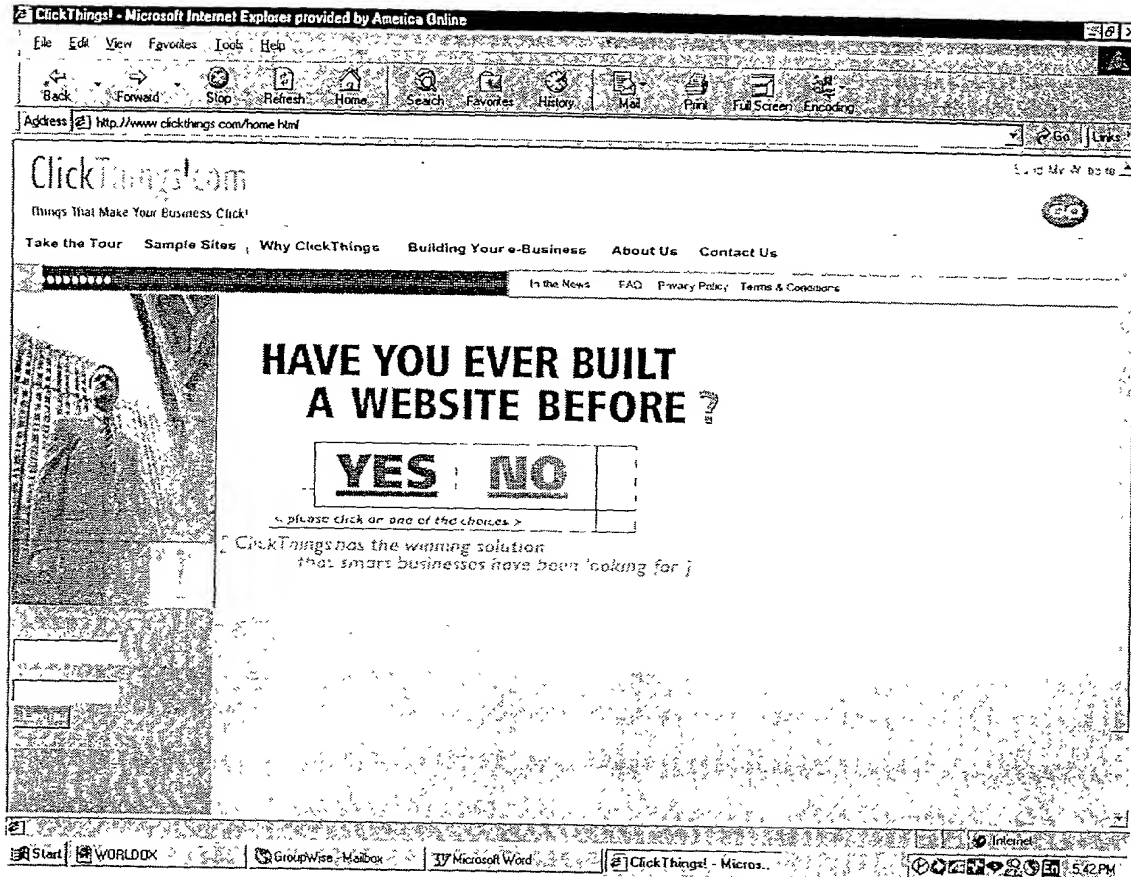 ClickThings! - Microsoft Internet Explorer provided by America Online
File Edit View Favorites Tools Help
Back Forward Stop Refresh Home Search Favorites History Mail Print Full Screen Encoding
Address http://www.clickthings.com/home.html Go Links
ClickThings!com
Things That Make Your Business Click!
Take the Tour Sample Sites Why ClickThings Building Your e-Business About Us Contact Us
In the News FAQ Privacy Policy Terms & Conditions
HAVE YOU EVER BUILT
A WEBSITE BEFORE ?
YES NO
< please click on one of the choices >
[ ClickThings has the winning solution
that smart businesses have been looking for ]
Internet
Start WORLDOX GroupWise - Mailbox Microsoft Word ClickThings! - Micros... 5:42 PM